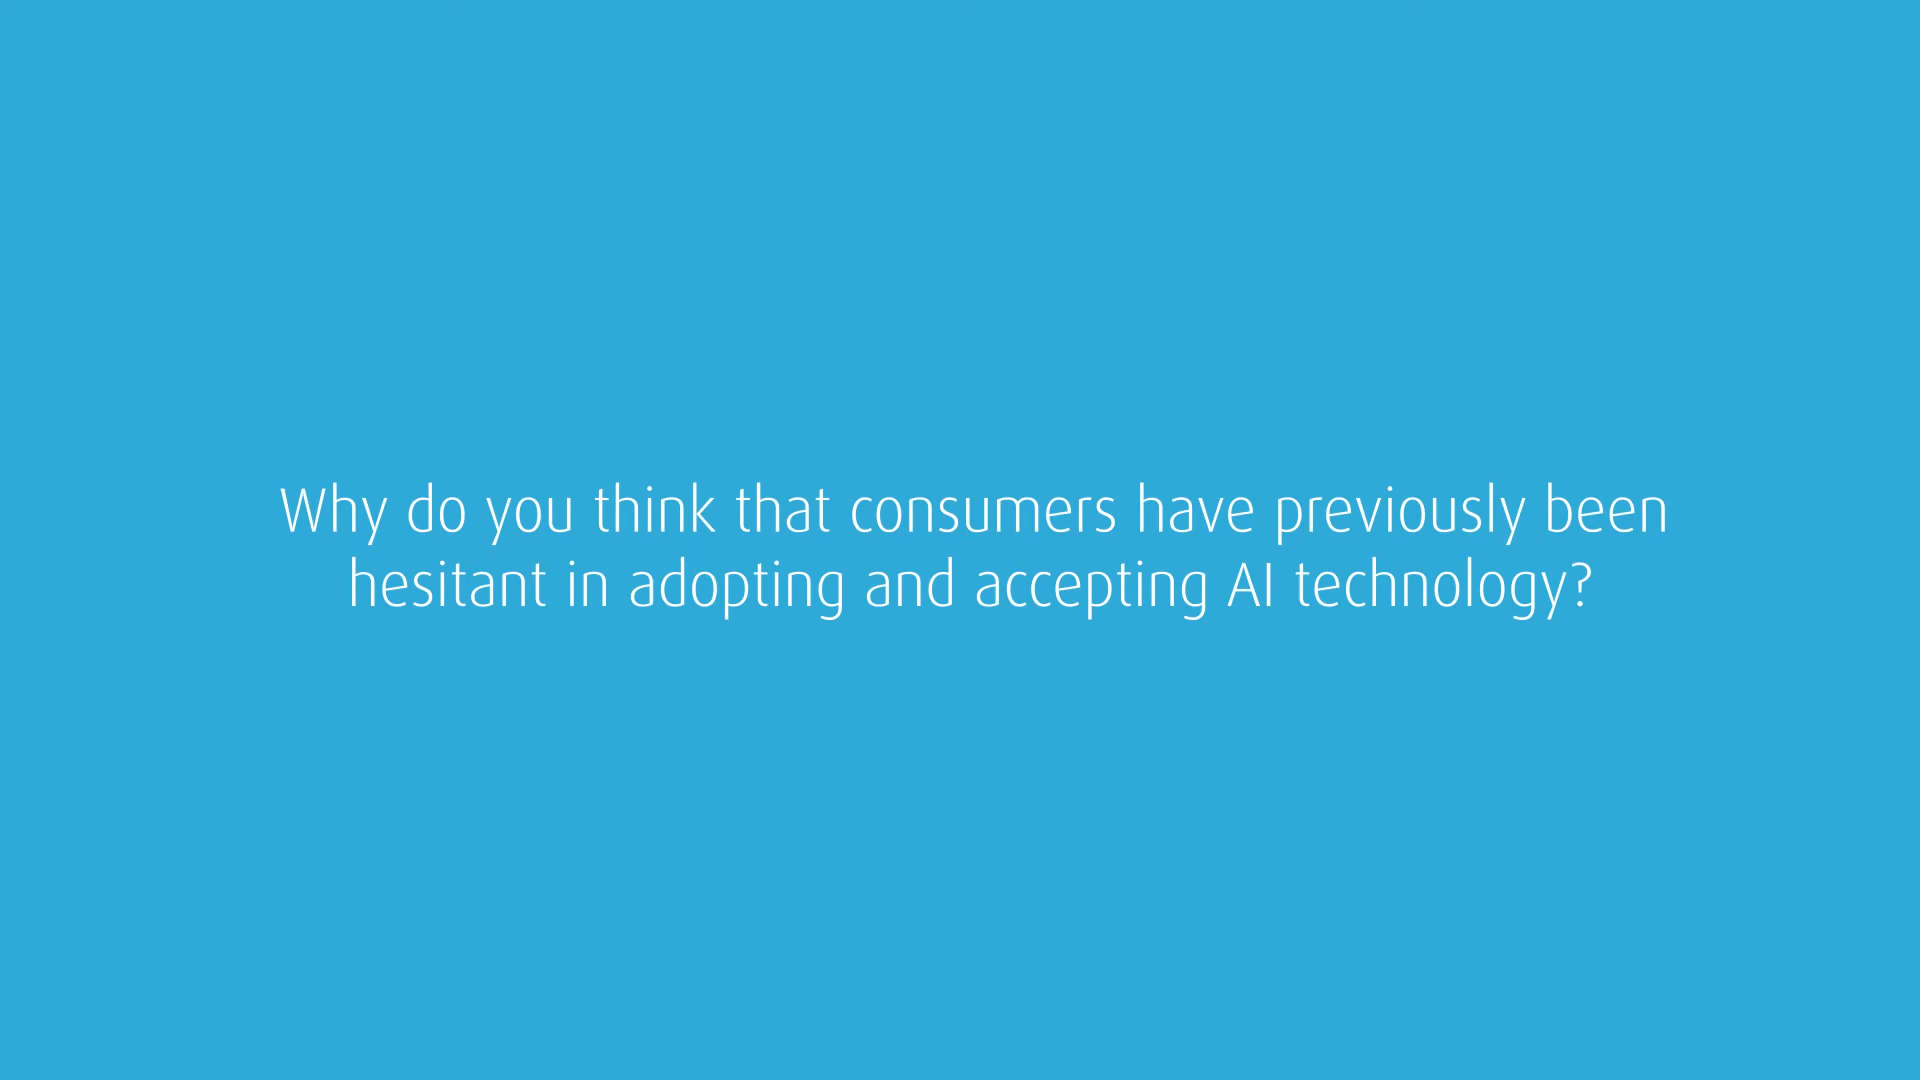 Why do you think that consumers have previously been
hesitant in adopting and accepting AI technology?